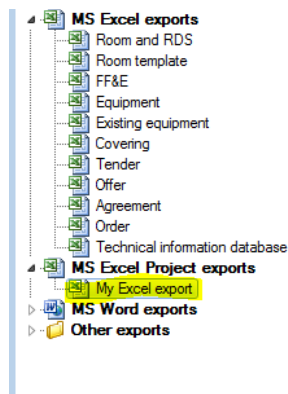 MS Excel exports
Room and RDS
Room template
FF&E
Equipment
Existing equipment
Covering
Tender
Offer
Agreement
Order
Technical information database
MS Excel Project exports
My Excel export
MS Word exports
Other exports